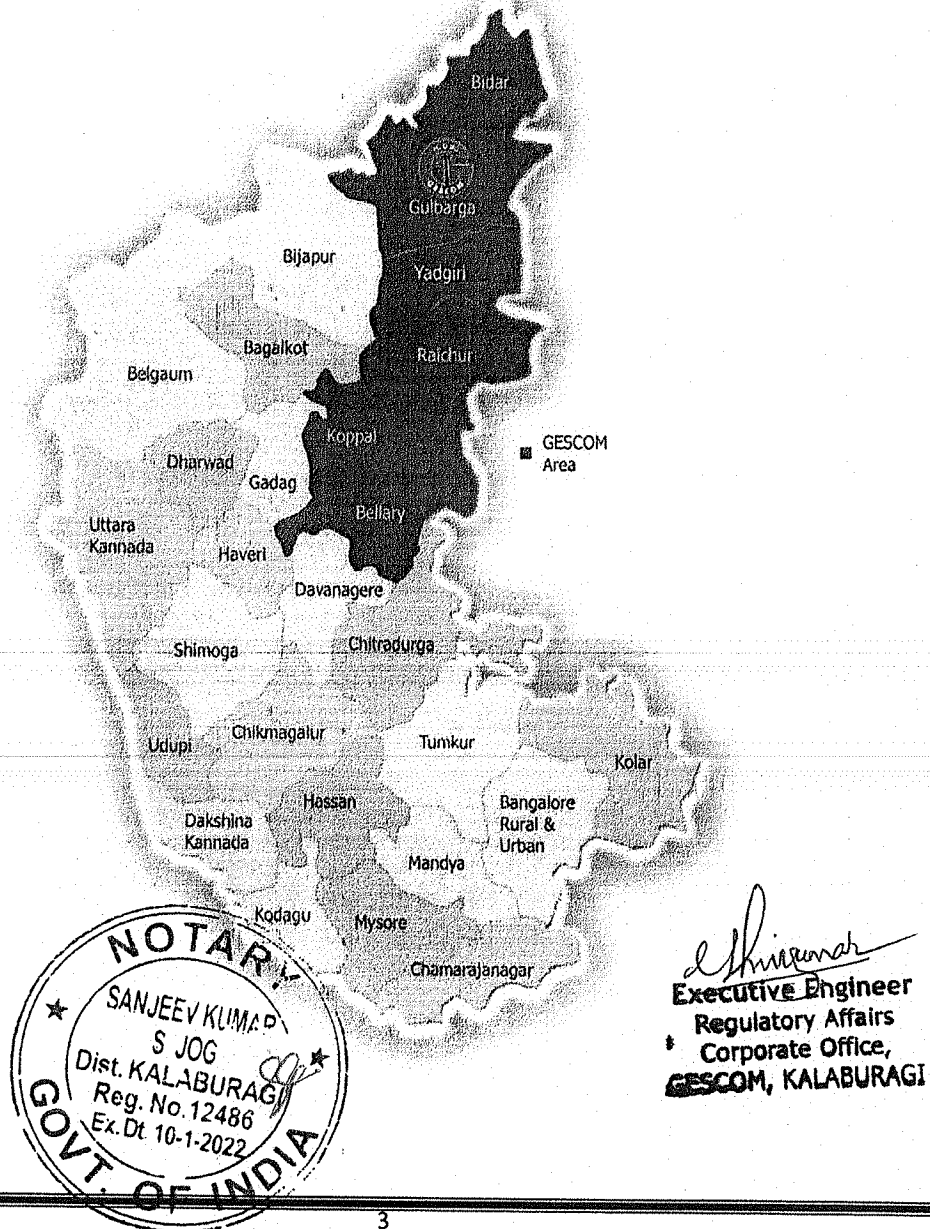 Bidar
GESCOM
Gulbarga
Yadgiri
Bijapur
Raichur
Bagalkot
Belgaum
Koppal
GESCOM
Area
Dharwad
Gadag
Bellary
Uttara
Kannada
Haveri
Davanagere
Chitradurga
Shimoga
Chikmagalur
Tumkur
Udupi
Kolar
Hassan
Bangalore
Rural &
Urban
Dakshina
Kannada
Mandya
Kodagu
Mysore
Chamarajanagar
NOTARY
SANJEEV KUMAR
S JOG
Dist. KALABURAGI
Reg. No.12486
Ex.Dt. 10-1-2022
GOVT. OF INDIA
Executive Engineer
Regulatory Affairs
Corporate Office,
GESCOM, KALABURAGI
3